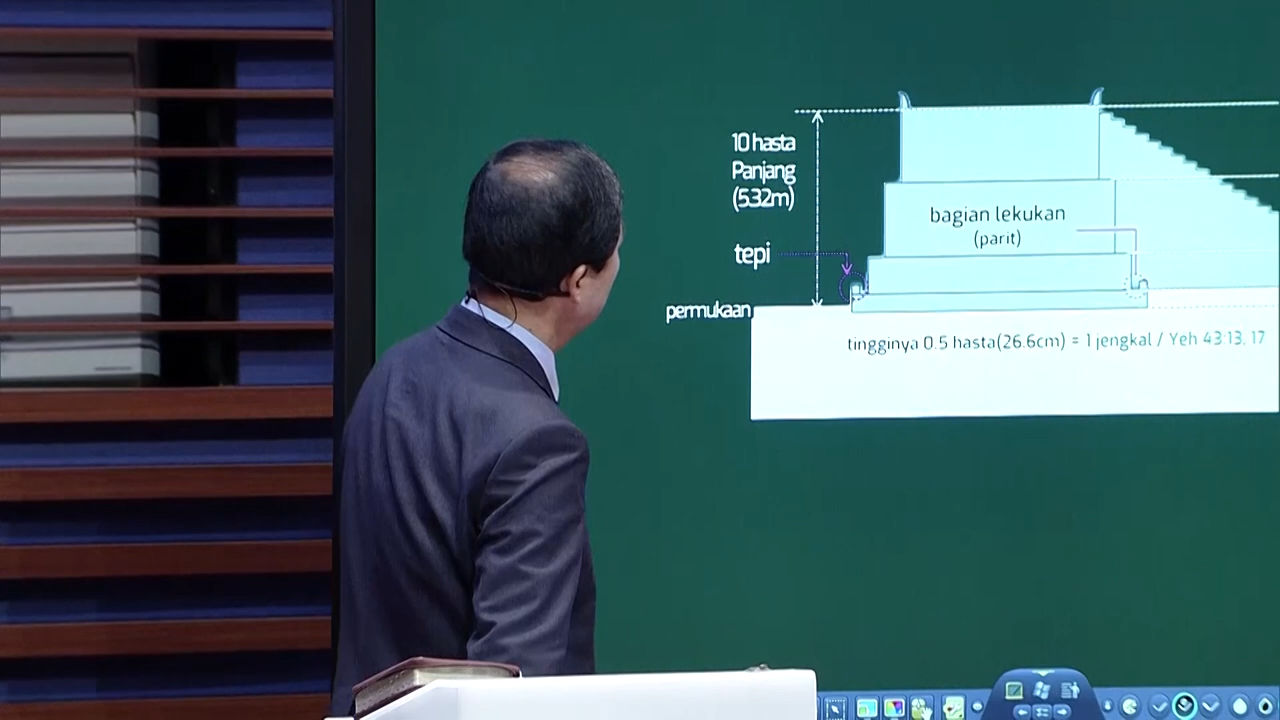 10 hasta
Panjang
(5.32m)
bagian lekukan
(parit)
tepi
permukaan
tingginya 0.5 hasta(26.6cm) = 1 jengkal / Yeh 43:13, 17